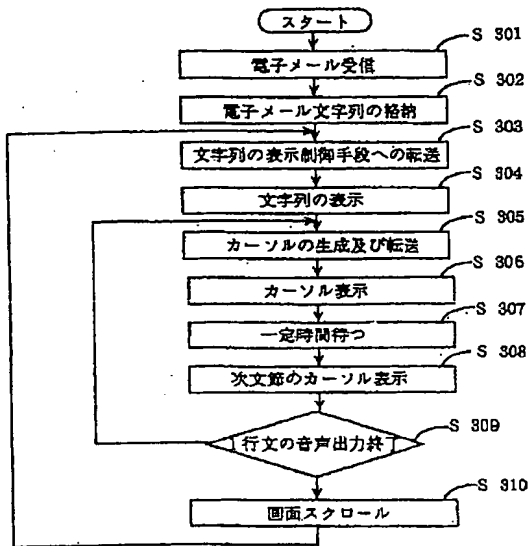 スタート
S 301
電子メール受信
S 302
電子メール文字列の格納
S 303
文字列の表示制御手段への転送
S 304
文字列の表示
S 305
カーソルの生成及び転送
S 306
カーソル表示
S 307
一定時間待つ
S 308
次文節のカーソル表示
S 309
行文の音声出力終
S 310
画面スクロール